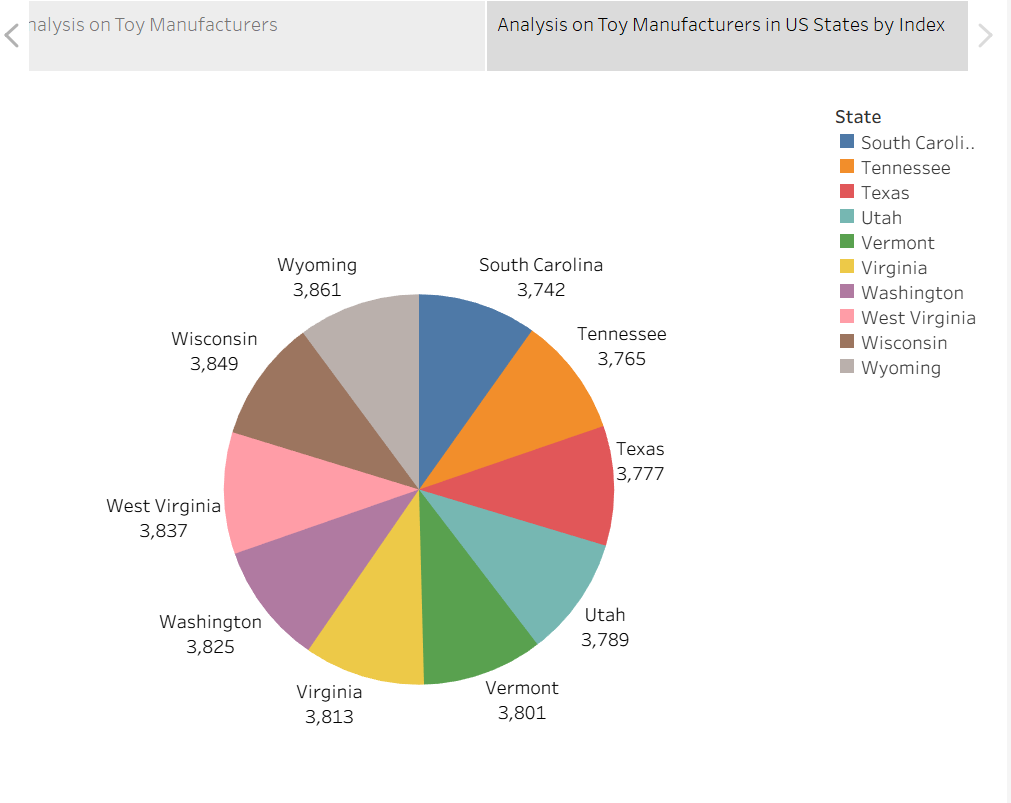 nalysis on Toy Manufacturers
Analysis on Toy Manufacturers in US States by Index
State
South Caroli..
Tennessee
Texas
Utah
Vermont
Virginia
Washington
West Virginia
Wisconsin
Wyoming
Wyoming
3,861
South Carolina
3,742
Wisconsin
3,849
Tennessee
3,765
Texas
3,777
West Virginia
3,837
Utah
3,789
Washington
3,825
Vermont
3,801
Virginia
3,813